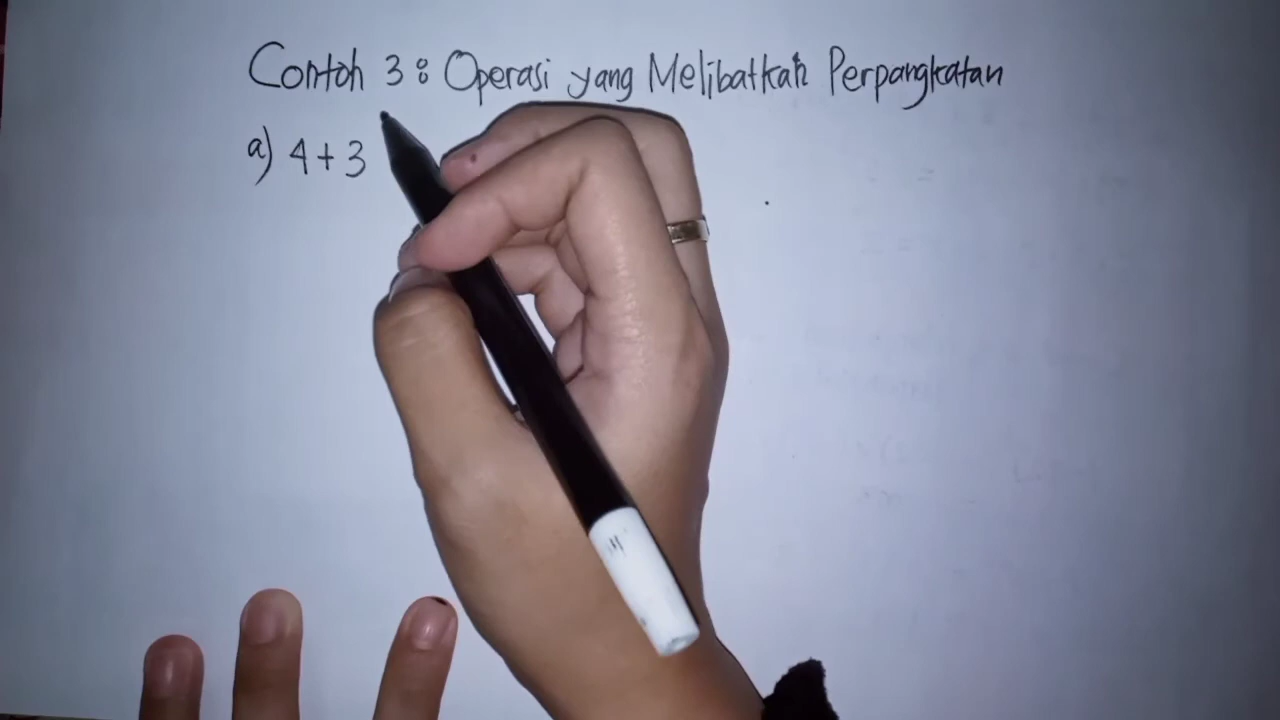 Contoh 3 : Operasi yang Melibatkan Perpangkatan
a) 4 + 3